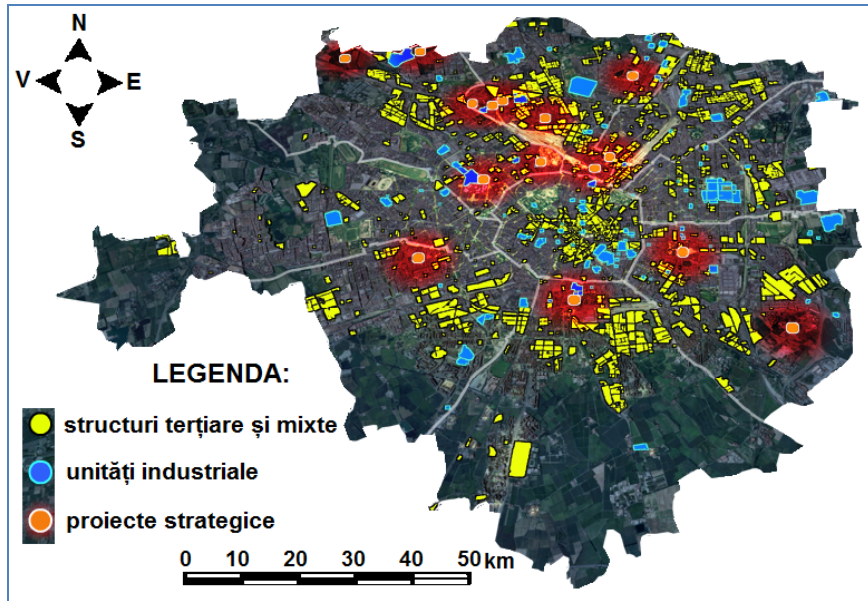 N
V E
S
LEGENDA:
structuri terțiare și mixte
unități industriale
proiecte strategice
0 10 20 30 40 50 km